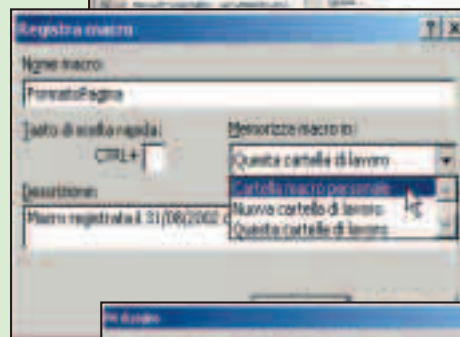 Registra macro
Nome macro:
FormatoPagina
Tasto di scelta rapida:
CTRL+
Memorizza macro in:
Questa cartella di lavoro
Cartella macro personale
Nuova cartella di lavoro
Questa cartella di lavoro
Descrizione:
Macro registrata il 31/08/2002